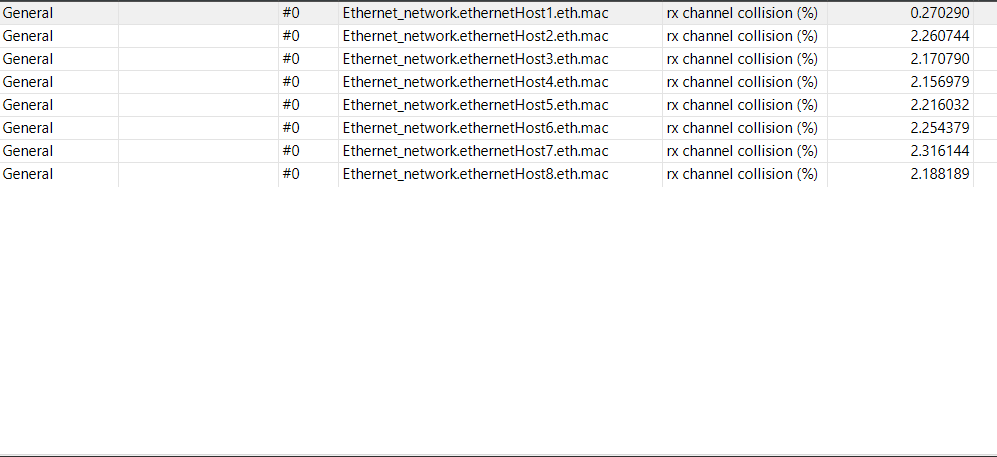 General #0 Ethernet_network.ethernetHost1.eth.mac rx channel collision (%) 0.270290
General #0 Ethernet_network.ethernetHost2.eth.mac rx channel collision (%) 2.260744
General #0 Ethernet_network.ethernetHost3.eth.mac rx channel collision (%) 2.170790
General #0 Ethernet_network.ethernetHost4.eth.mac rx channel collision (%) 2.156979
General #0 Ethernet_network.ethernetHost5.eth.mac rx channel collision (%) 2.216032
General #0 Ethernet_network.ethernetHost6.eth.mac rx channel collision (%) 2.254379
General #0 Ethernet_network.ethernetHost7.eth.mac rx channel collision (%) 2.316144
General #0 Ethernet_network.ethernetHost8.eth.mac rx channel collision (%) 2.188189